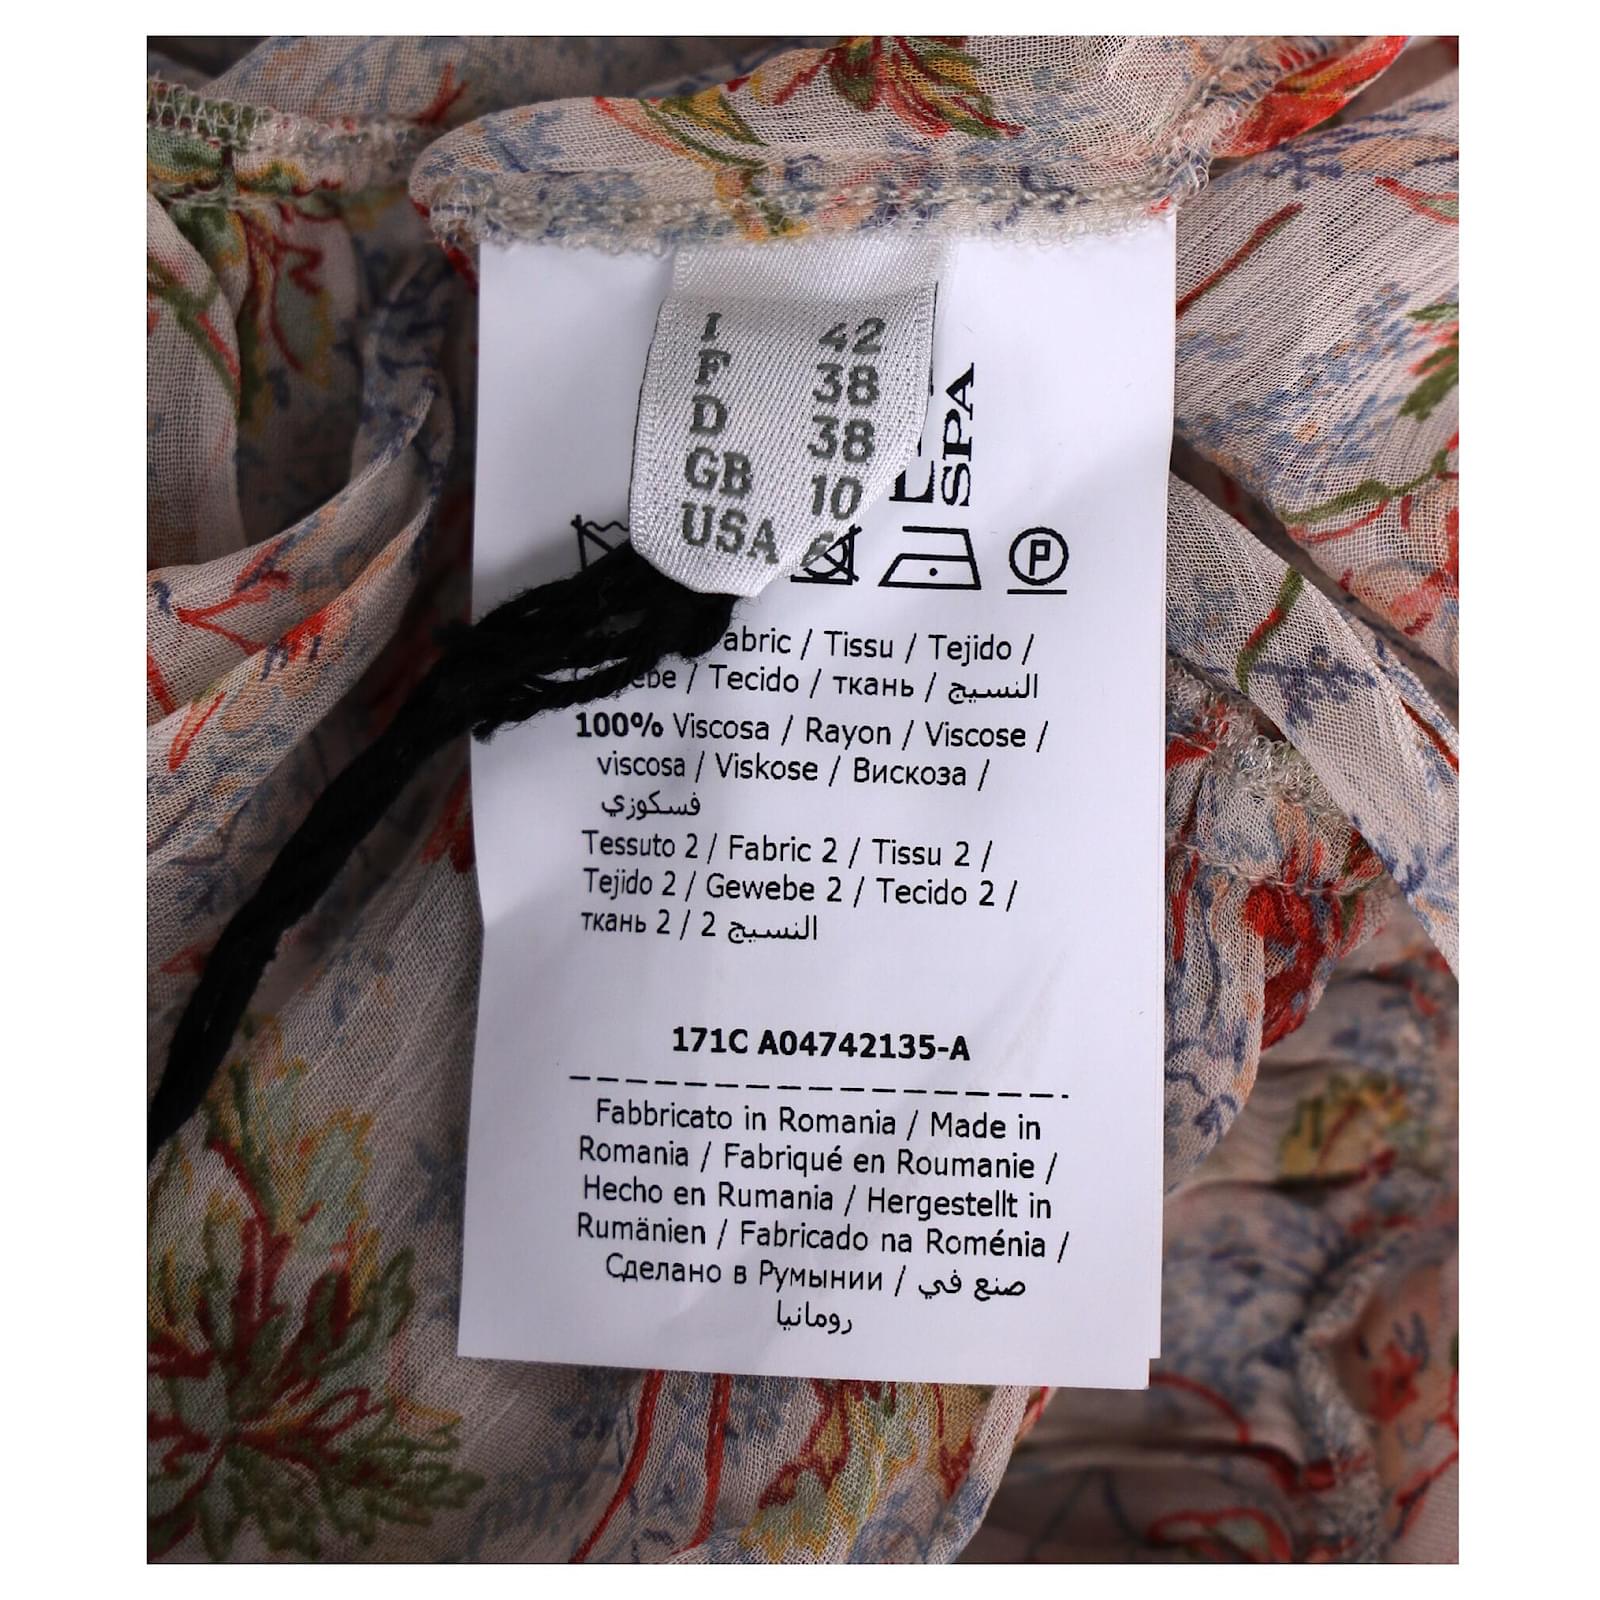 I 42
F 38
D 38
GB 10
USA
SPA
P
/ Tissu / Tejido /
/ Tecido / ткань / النسيج
100% Viscosa / Rayon / Viscose /
viscosa / Viskose / Вискоза /
فسكوزي
Tessuto 2 / Fabric 2 / Tissu 2 /
Tejido 2 / Gewebe 2 / Tecido 2 /
ткань 2 / 2 النسيج
171C A04742135-A
Fabbricato in Romania / Made in
Romania / Fabriqué en Roumanie /
Hecho en Rumania / Hergestellt in
Rumänien / Fabricado na Roménia /
Сделано в Румынии / صنع في
رومانيا